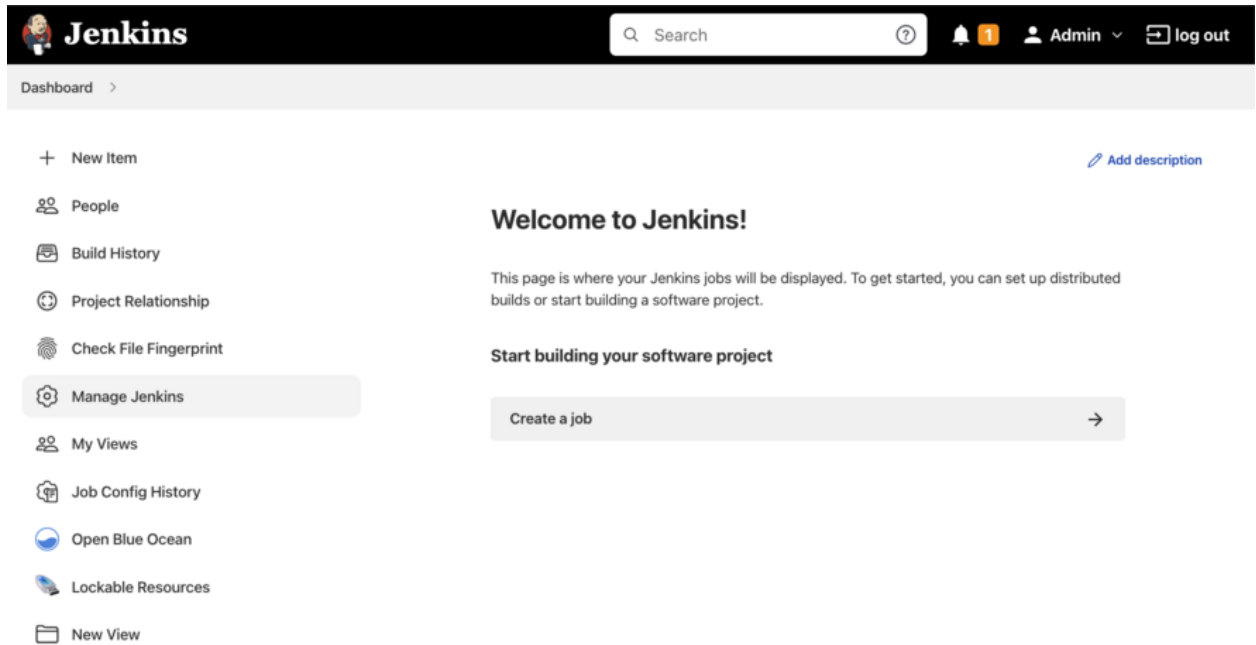 Jenkins
Search
1
Admin
log out
Dashboard
New Item
People
Build History
Project Relationship
Check File Fingerprint
Manage Jenkins
My Views
Job Config History
Open Blue Ocean
Lockable Resources
New View
Add description
Welcome to Jenkins!
This page is where your Jenkins jobs will be displayed. To get started, you can set up distributed
builds or start building a software project.
Start building your software project
Create a job